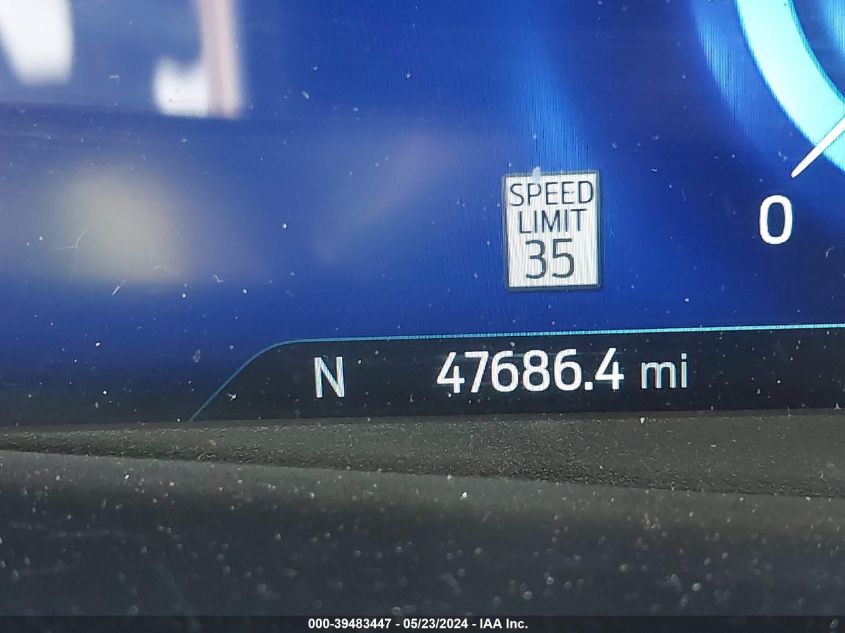 SPEED
LIMIT
35
0
N 47686.4 mi
000-39483447 - 05/23/2024 - IAA Inc.